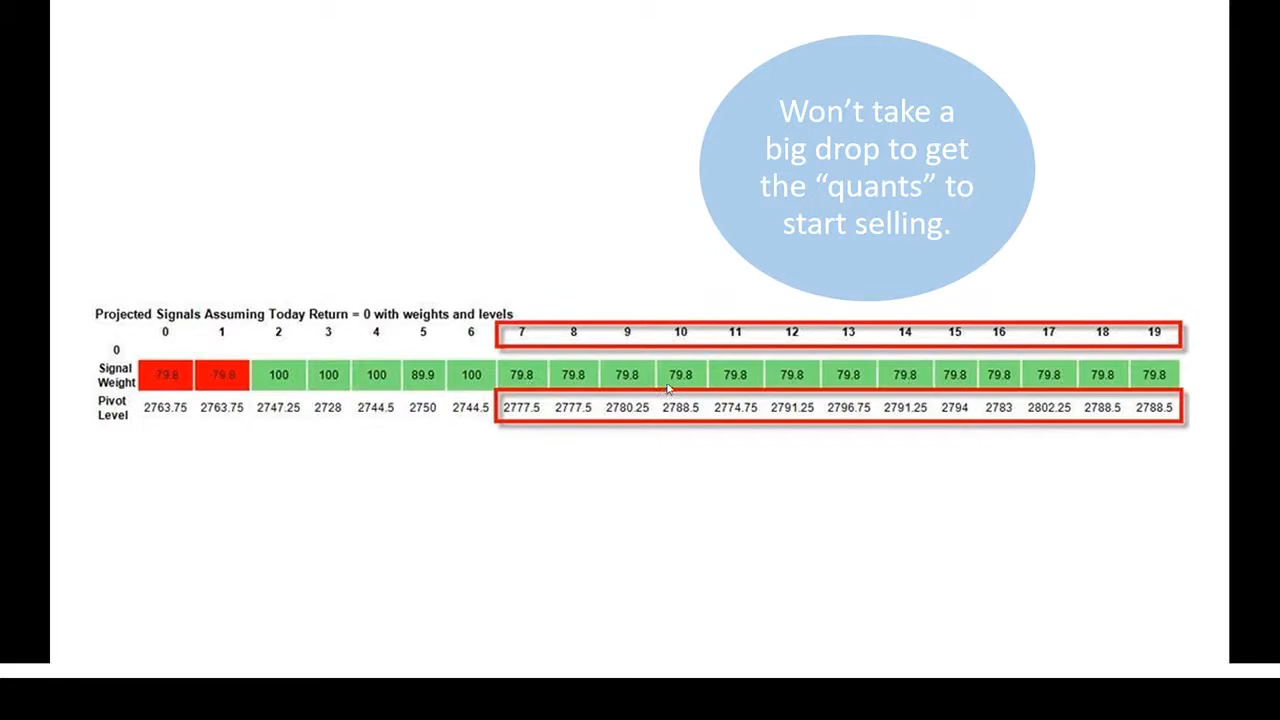 Won’t take a
big drop to get
the “quants” to
start selling.
Projected Signals Assuming Today Return = 0 with weights and levels
0 1 2 3 4 5 6 7 8 9 10 11 12 13 14 15 16 17 18 19
0
Signal
Weight -79.8 -79.8 100 100 100 89.9 100 79.8 79.8 79.8 79.8 79.8 79.8 79.8 79.8 79.8 79.8 79.8 79.8 79.8
Pivot
Level 2763.75 2763.75 2747.25 2728 2744.5 2750 2744.5 2777.5 2777.5 2780.25 2788.5 2774.75 2791.25 2796.75 2791.25 2794 2783 2802.25 2788.5 2788.5